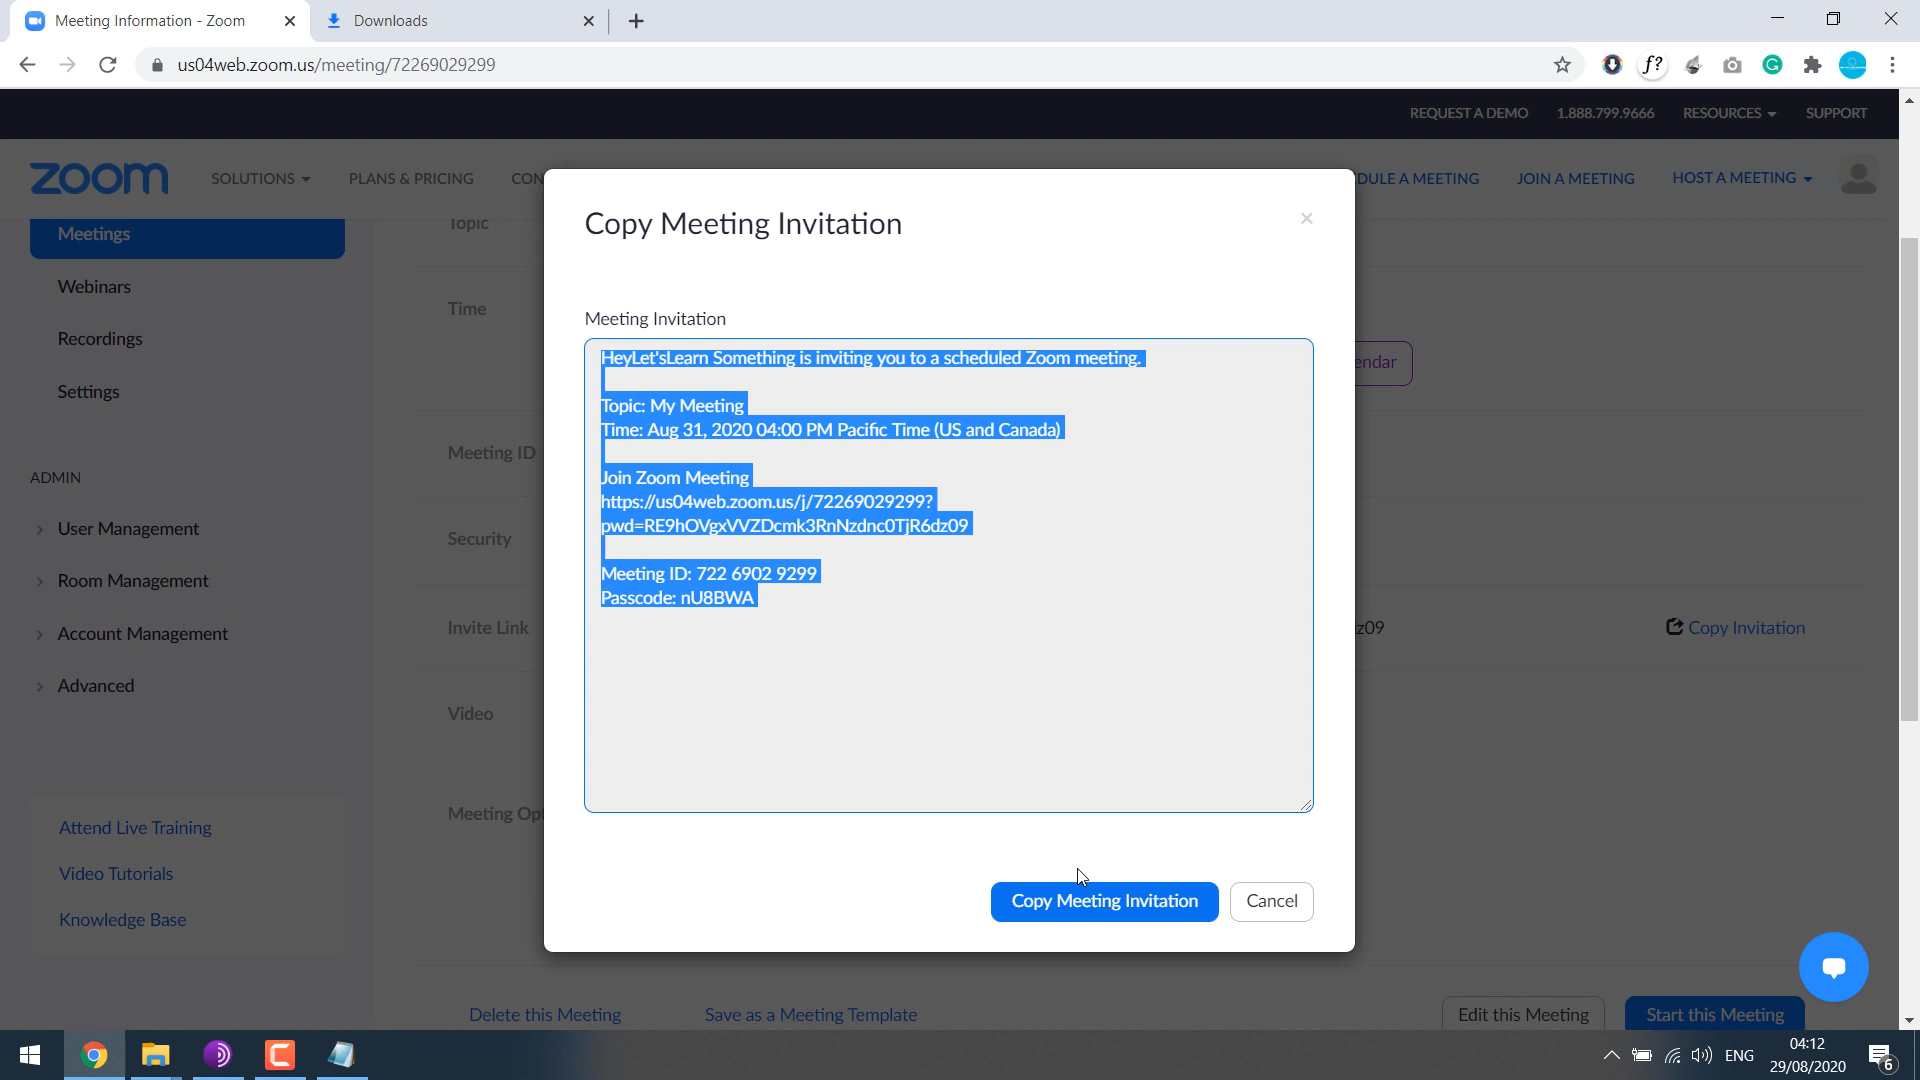 Meeting Information - Zoom
Downloads
us04web.zoom.us/meeting/72269029299
f?
REQUEST A DEMO 1.888.799.9666 RESOURCES SUPPORT
zoom SOLUTIONS PLANS & PRICING CON DULE A MEETING JOIN A MEETING HOST A MEETING
Meetings
Webinars
Recordings
Settings
ADMIN
User Management
Room Management
Account Management
Advanced
Attend Live Training
Video Tutorials
Knowledge Base
Topic
Time
endar
Meeting ID
Security
Invite Link
z09
Copy Invitation
Video
Meeting Opt
Copy Meeting Invitation
Meeting Invitation
HeyLet'sLearn Something is inviting you to a scheduled Zoom meeting.
Topic: My Meeting
Time: Aug 31, 2020 04:00 PM Pacific Time (US and Canada)
Join Zoom Meeting
https://us04web.zoom.us/j/72269029299?
pwd=RE9hOVgxVVZDcmk3RnNzdnc0TjR6dz09
Meeting ID: 722 6902 9299
Passcode: nU8BWA
Copy Meeting Invitation Cancel
Delete this Meeting Save as a Meeting Template Edit this Meeting Start this Meeting
ENG
04:12
29/08/2020
6